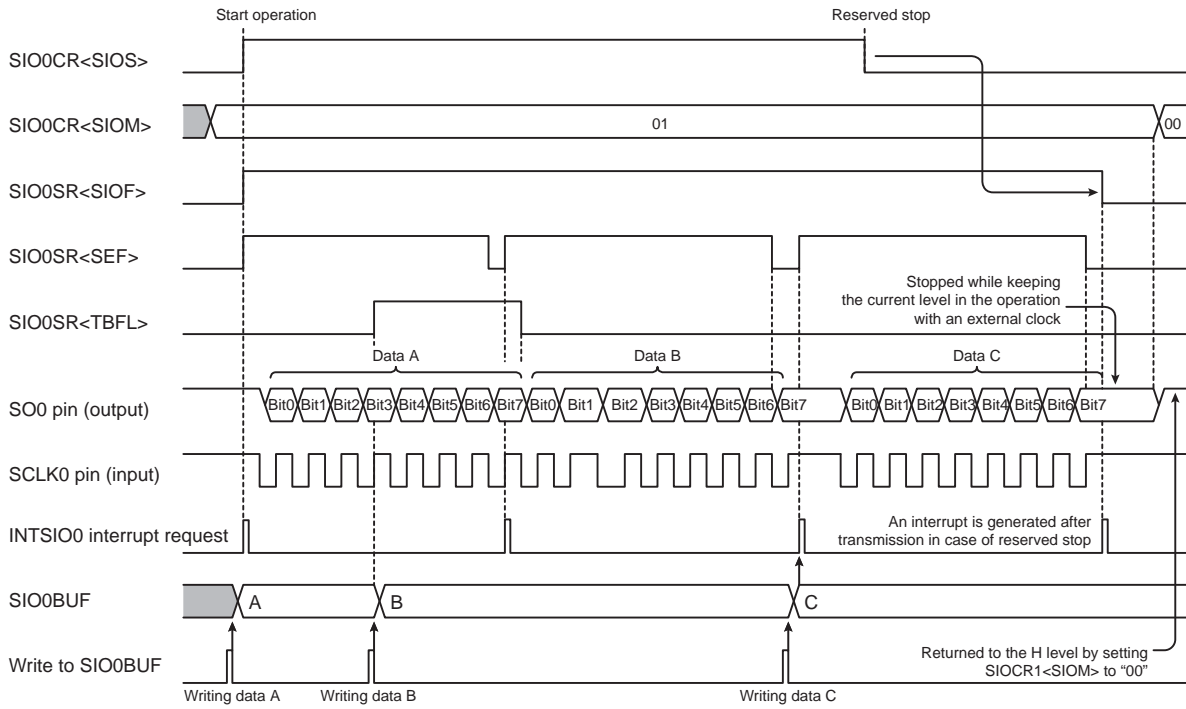 Start operation
Reserved stop
SIO0CR<SIOS>
SIO0CR<SIOM>
01
00
SIO0SR<SIOF>
SIO0SR<SEF>
Stopped while keeping
the current level in the operation
with an external clock
SIO0SR<TBFL>
Data A
Data B
Data C
SO0 pin (output)
Bit0 Bit1 Bit2 Bit3 Bit4 Bit5 Bit6 Bit7 Bit0 Bit1 Bit2 Bit3 Bit4 Bit5 Bit6 Bit7 Bit0 Bit1 Bit2 Bit3 Bit4 Bit5 Bit6 Bit7
SCLK0 pin (input)
INTSIO0 interrupt request
An interrupt is generated after
transmission in case of reserved stop
SIO0BUF
A
B
C
Write to SIO0BUF
Returned to the H level by setting
SIOCR1<SIOM> to “00”
Writing data A
Writing data B
Writing data C